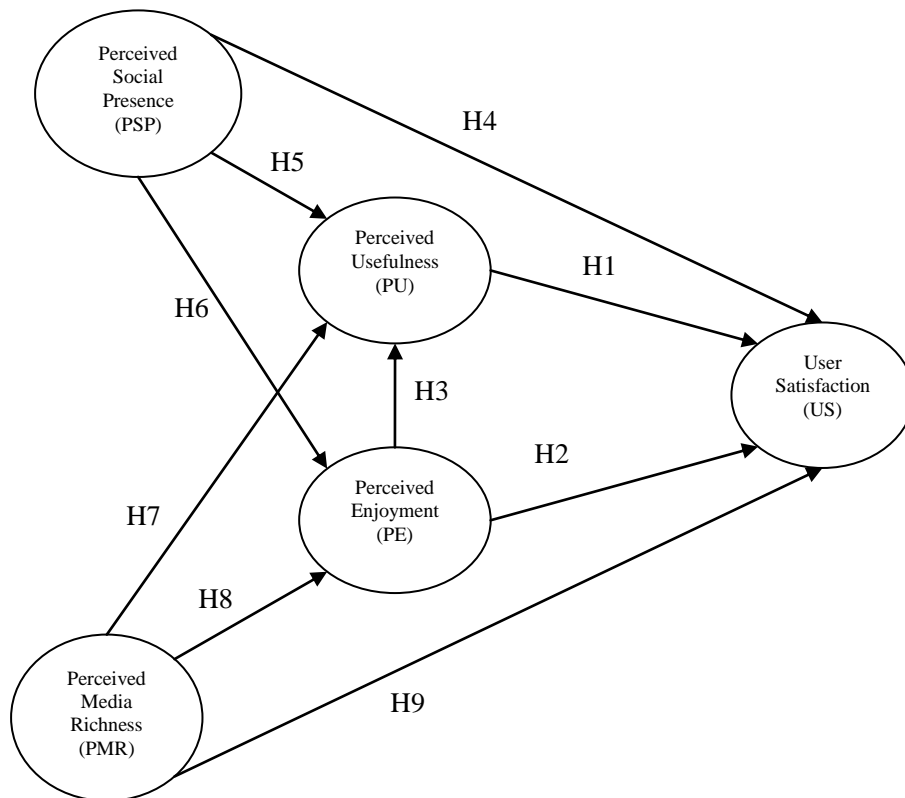 Perceived
Social
Presence
(PSP)
H4
H5
Perceived
Usefulness
(PU)
H1
H6
User
Satisfaction
(US)
H3
H2
Perceived
Enjoyment
(PE)
H7
H8
Perceived
Media
Richness
(PMR)
H9